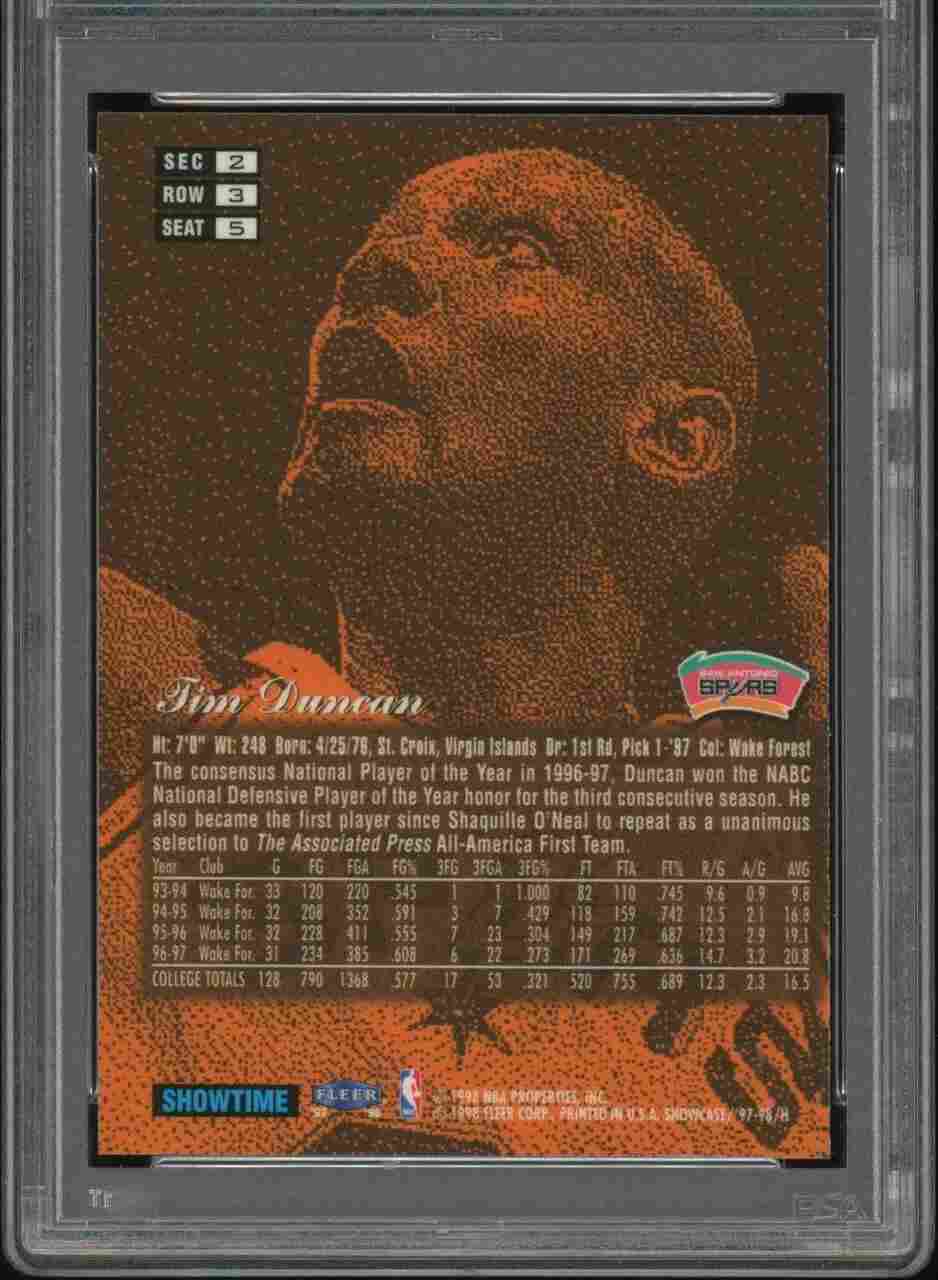 SEC 2
ROW 3
SEAT 5
Tim Duncan
SAN ANTONIO
SPURS
Ht: 7'0" Wt: 248 Born: 4/25/76, St. Croix, Virgin Islands Dr: 1st Rd, Pick 1-'97 Col: Wake Forest
The consensus National Player of the Year in 1996-97, Duncan won the NABC
National Defensive Player of the Year honor for the third consecutive season. He
also became the first player since Shaquille O'Neal to repeat as a unanimous
selection to The Associated Press All-America First Team.
Year Club G FG FGA FG% 3FG 3FGA 3FG% FT FTA FT% R/G A/G AVG
93-94 Wake For. 33 120 220 .545 1 1 1.000 82 110 .745 9.6 0.9 9.8
94-95 Wake For. 32 208 352 .591 3 7 .429 118 159 .742 12.5 2.1 16.8
95-96 Wake For. 32 228 411 .555 7 23 .304 149 217 .687 12.3 2.9 19.1
96-97 Wake For. 31 234 385 .608 6 22 .273 171 269 .636 14.7 3.2 20.8
COLLEGE TOTALS 128 790 1368 .577 17 53 .321 520 755 .689 12.3 2.3 16.5
SHOWTIME
FLEER
97 98
© 1998 NBA PROPERTIES, INC.
© 1998 FLEER CORP. PRINTED IN U.S.A. SHOWCASE/'97-98/H
PSA